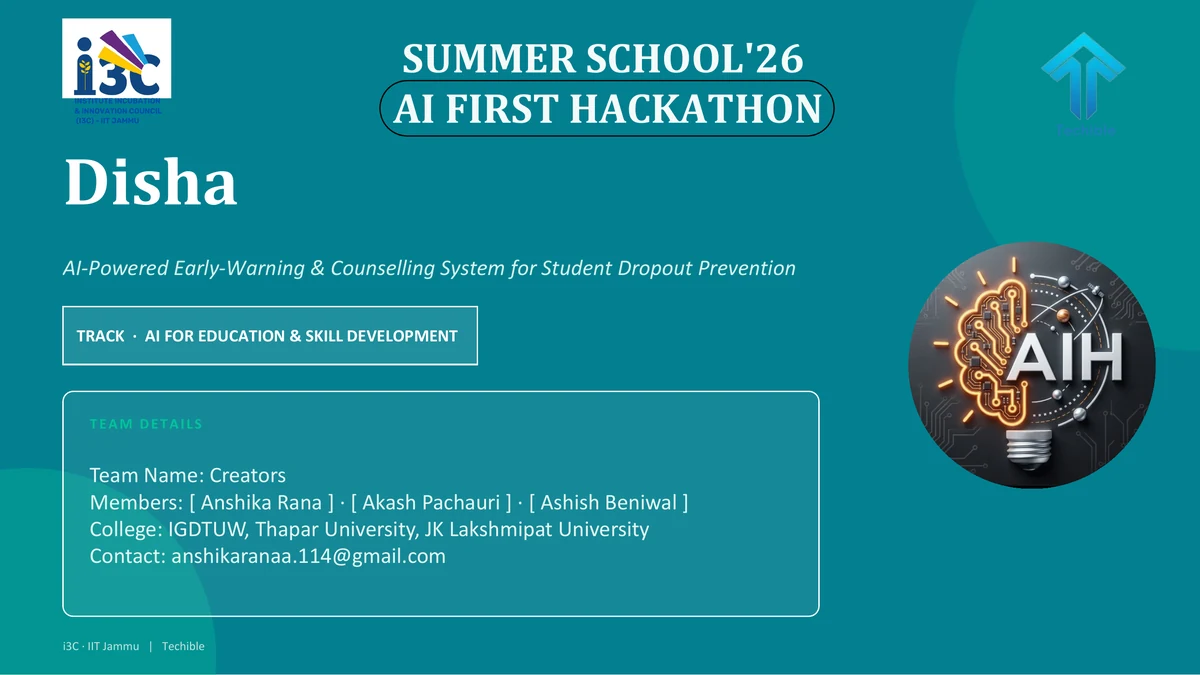 i3C
INSTITUTE INCUBATION
& INNOVATION COUNCIL
(I3C) - IIT JAMMU
SUMMER SCHOOL'26
AI FIRST HACKATHON
Techible
Disha
AI-Powered Early-Warning & Counselling System for Student Dropout Prevention
TRACK · AI FOR EDUCATION & SKILL DEVELOPMENT
AIH
TEAM DETAILS
Team Name: Creators
Members: [ Anshika Rana ] · [ Akash Pachauri ] · [ Ashish Beniwal ]
College: IGDTUW, Thapar University, JK Lakshmipat University
Contact: anshikaranaa.114@gmail.com
i3C · IIT Jammu | Techible